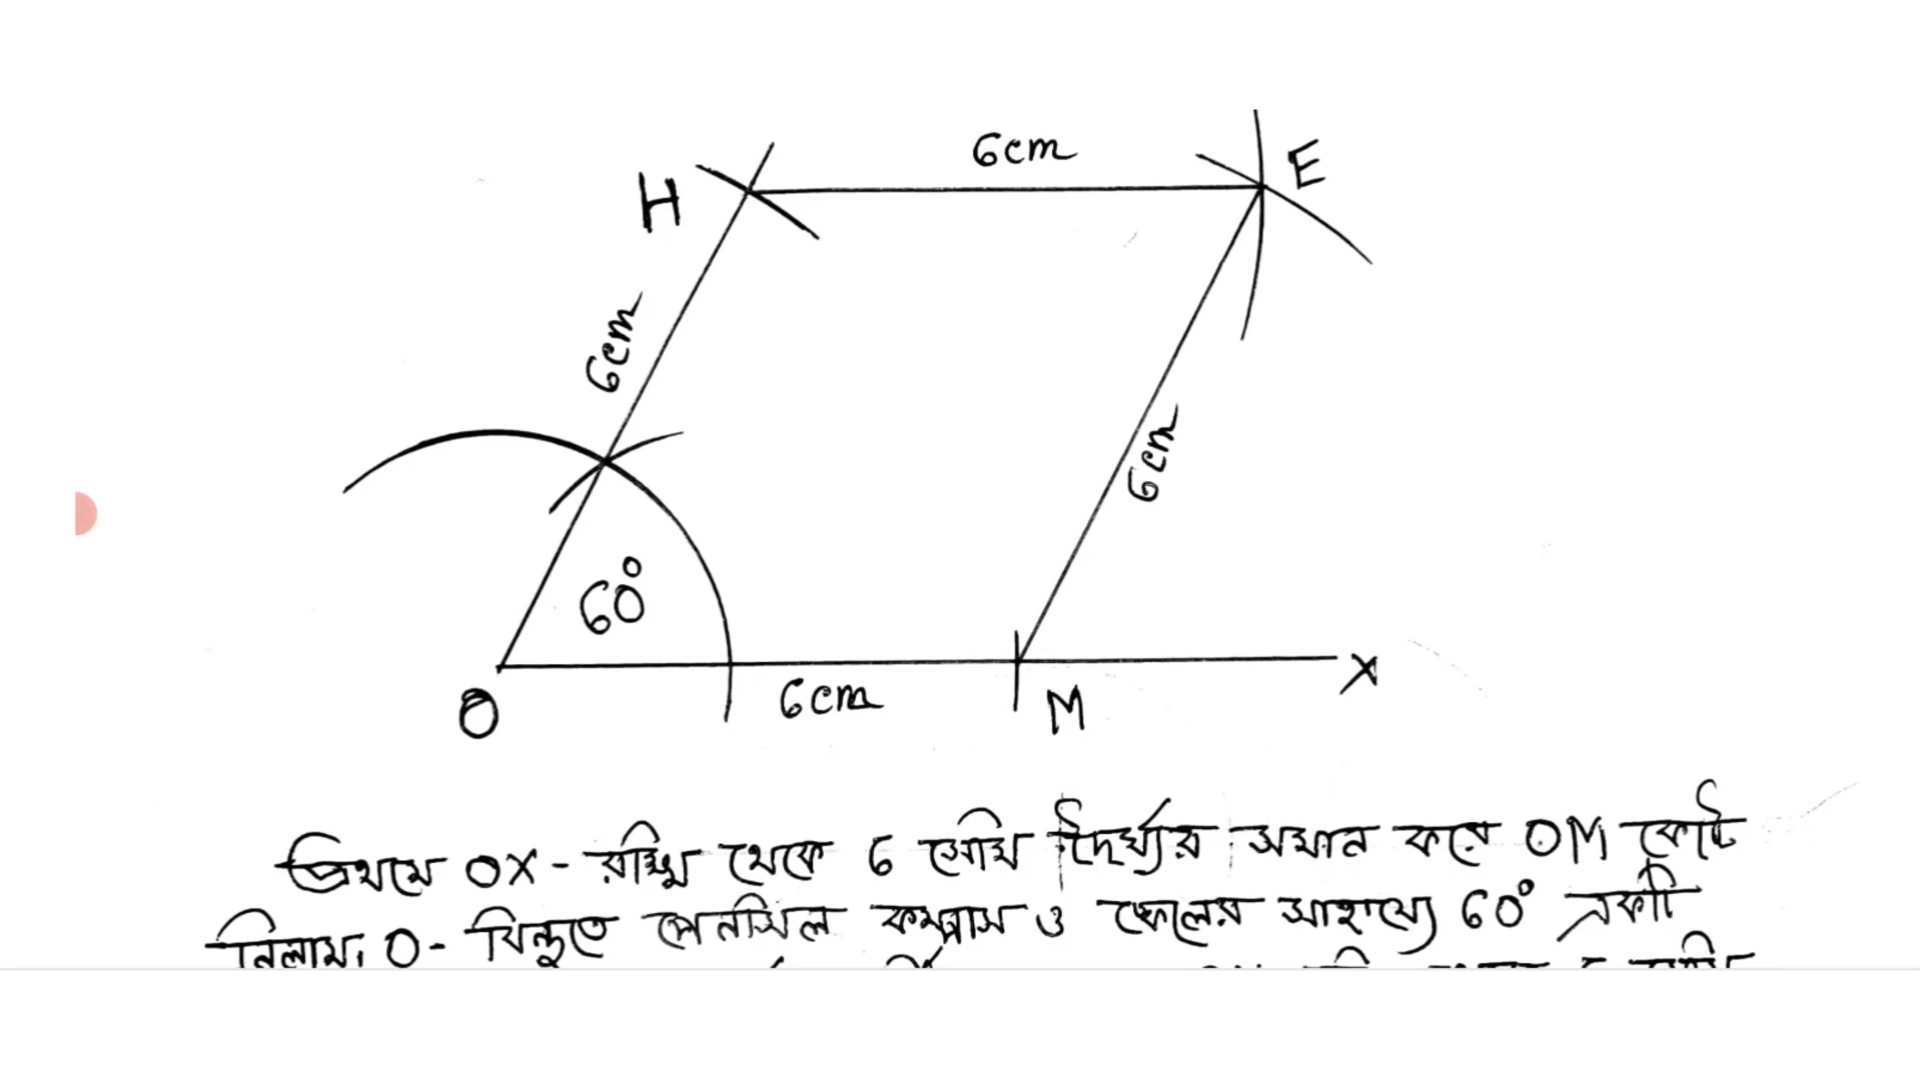 6cm
E
H
6cm
6cm
60°
O
6cm
M
X
প্রথমে OX - রশ্মি থেকে 6 সেমি দৈর্ঘ্যের সমান করে OM কেটে
নিলাম। O - বিন্দুতে পেনসিল কম্পাস ও স্কেলের সাহায্যে 60° একটি